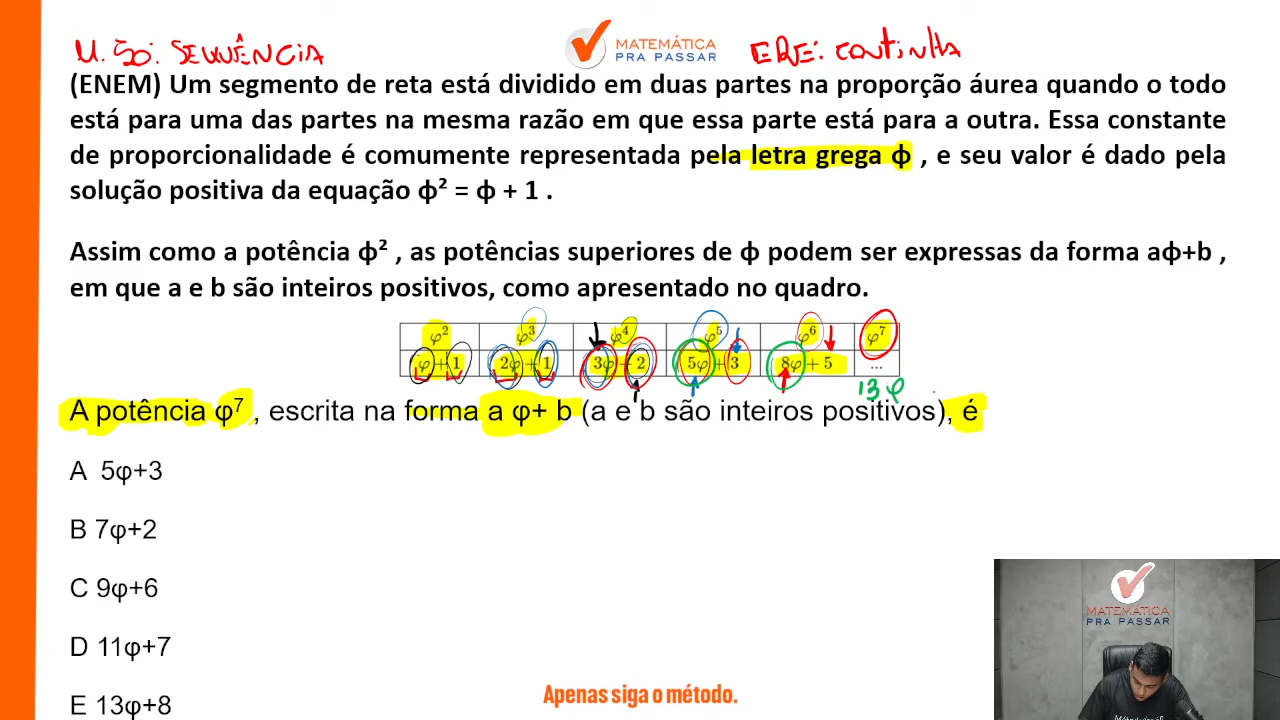 U. SO: SEQUÊNCIA
MATEMÁTICA
PRA PASSAR
ERE: CONTINHA
(ENEM) Um segmento de reta está dividido em duas partes na proporção áurea quando o todo
está para uma das partes na mesma razão em que essa parte está para a outra. Essa constante
de proporcionalidade é comumente representada pela letra grega ϕ , e seu valor é dado pela
solução positiva da equação ϕ² = ϕ + 1 .
Assim como a potência ϕ² , as potências superiores de ϕ podem ser expressas da forma aϕ+b ,
em que a e b são inteiros positivos, como apresentado no quadro.
φ² φ³ φ⁴ φ⁵ φ⁶ φ⁷
φ + 1 2φ + 1 3φ + 2 5φ + 3 8φ + 5 ...
13 φ
A potência φ⁷ , escrita na forma a φ+ b (a e b são inteiros positivos), é
A 5φ+3
B 7φ+2
C 9φ+6
D 11φ+7
E 13φ+8
MATEMÁTICA
PRA PASSAR
Apenas siga o método.